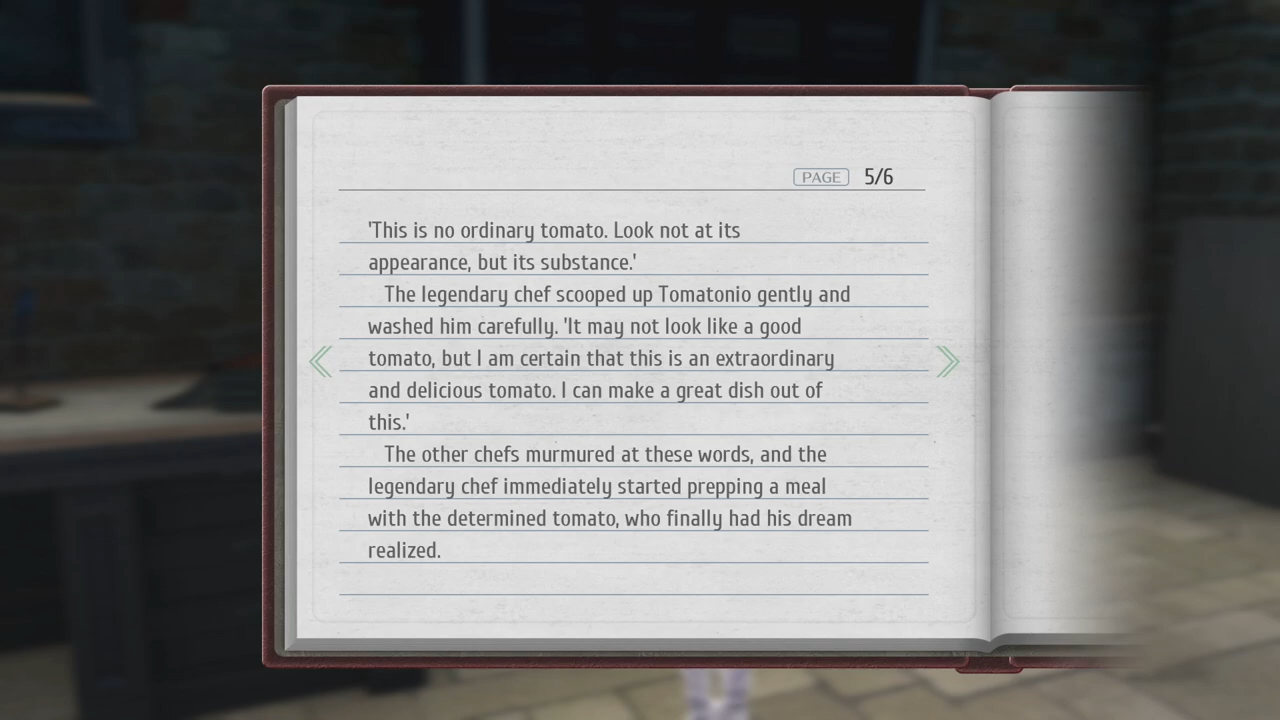 PAGE 5/6
'This is no ordinary tomato. Look not at its
appearance, but its substance.'
The legendary chef scooped up Tomatonio gently and
washed him carefully. 'It may not look like a good
tomato, but I am certain that this is an extraordinary
and delicious tomato. I can make a great dish out of
this.'
The other chefs murmured at these words, and the
legendary chef immediately started prepping a meal
with the determined tomato, who finally had his dream
realized.